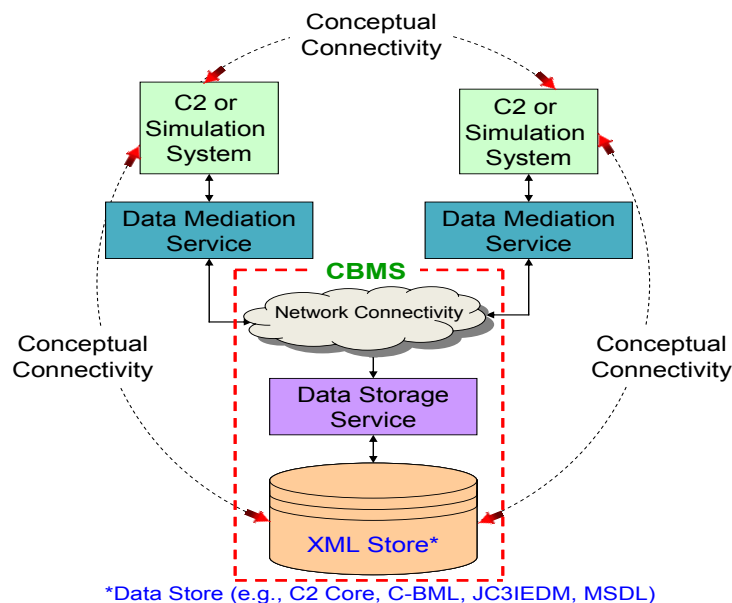 Conceptual
Connectivity
C2 or
Simulation
System
C2 or
Simulation
System
Data Mediation
Service
Data Mediation
Service
CBMS
Network Connectivity
Conceptual
Connectivity
Conceptual
Connectivity
Data Storage
Service
XML Store*
*Data Store (e.g., C2 Core, C-BML, JC3IEDM, MSDL)